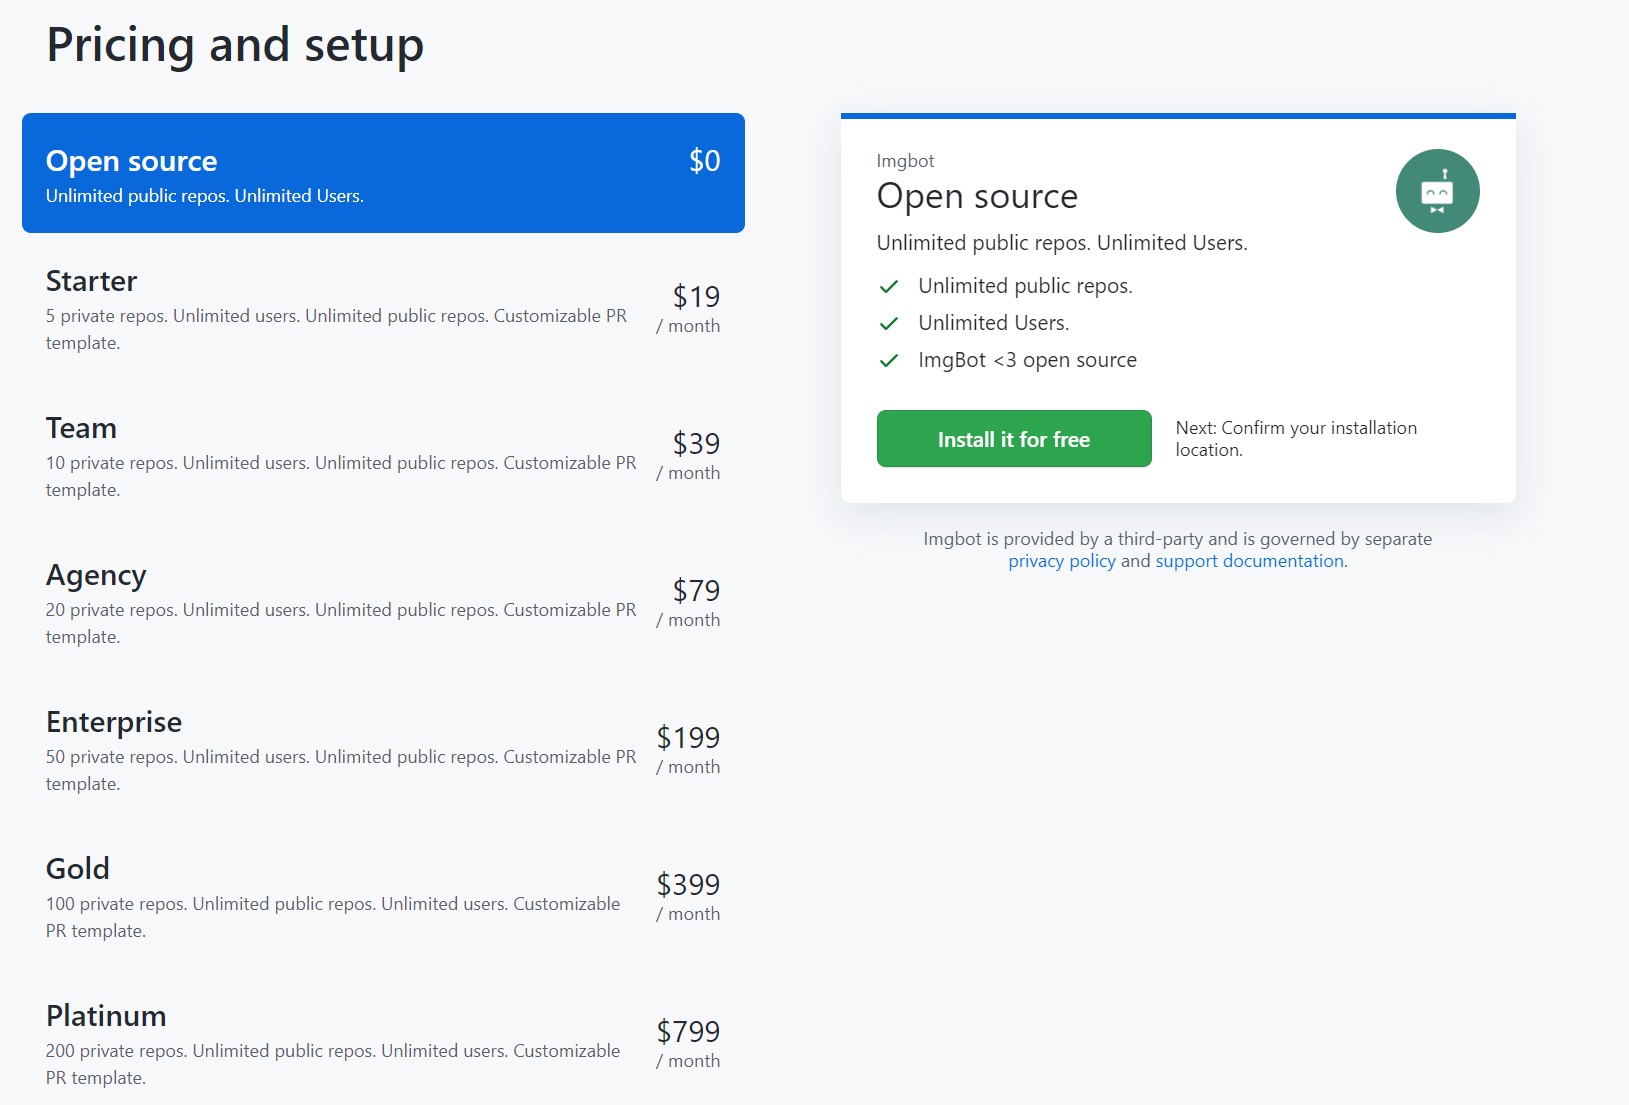 Pricing and setup
Open source
$0
Unlimited public repos. Unlimited Users.
Starter
5 private repos. Unlimited users. Unlimited public repos. Customizable PR
template.
$19
/ month
Team
10 private repos. Unlimited users. Unlimited public repos. Customizable PR
template.
$39
/ month
Agency
20 private repos. Unlimited users. Unlimited public repos. Customizable PR
template.
$79
/ month
Enterprise
50 private repos. Unlimited users. Unlimited public repos. Customizable PR
template.
$199
/ month
Gold
100 private repos. Unlimited public repos. Unlimited users. Customizable
PR template.
$399
/ month
Platinum
200 private repos. Unlimited public repos. Unlimited users. Customizable
PR template.
$799
/ month
Imgbot
Open source
Unlimited public repos. Unlimited Users.
Unlimited public repos.
Unlimited Users.
ImgBot <3 open source
Install it for free
Next: Confirm your installation
location.
Imgbot is provided by a third-party and is governed by separate
privacy policy and support documentation.